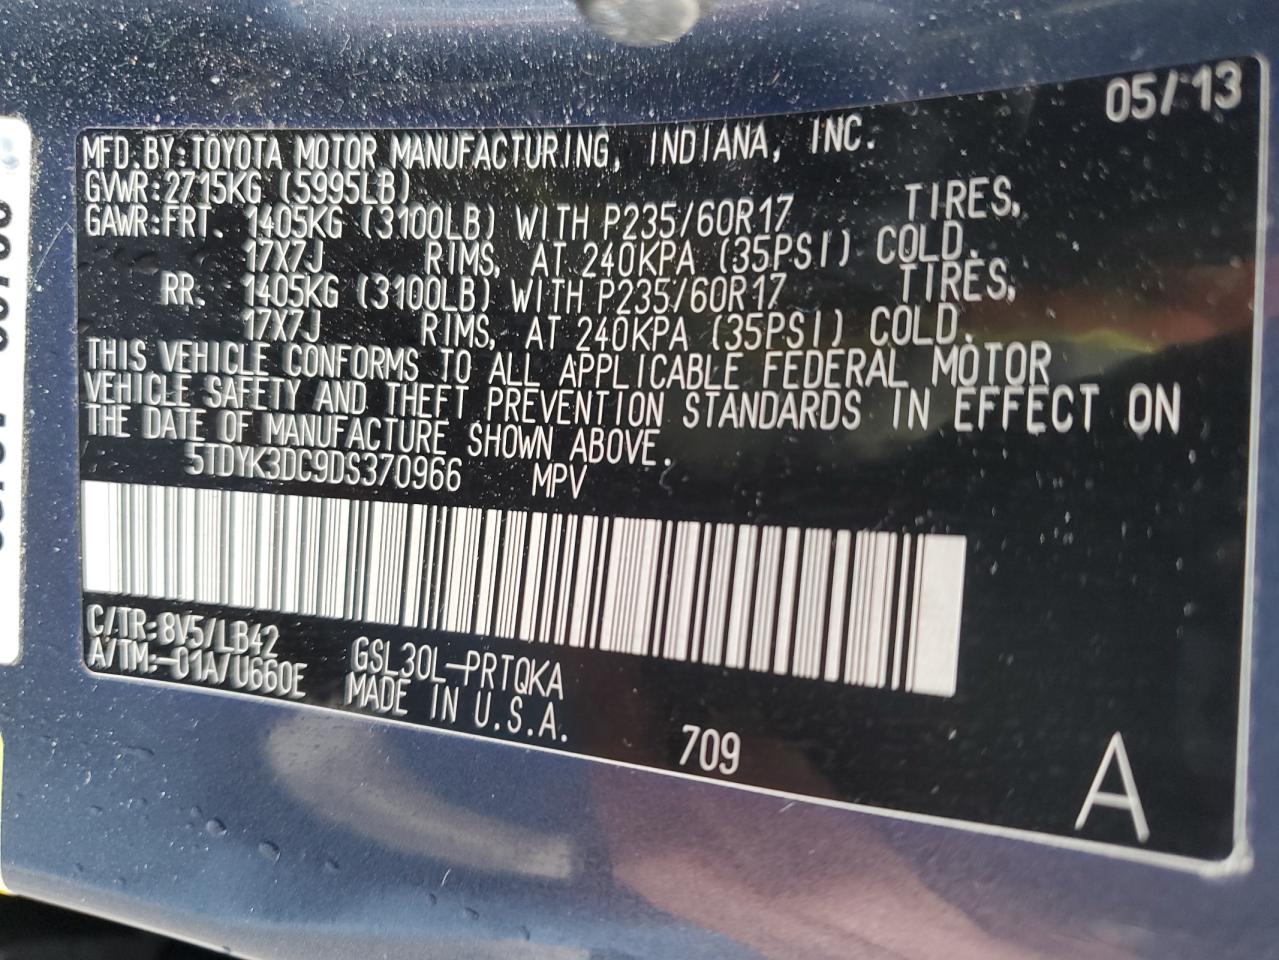 05/13
MFD.BY:TOYOTA MOTOR MANUFACTURING, INDIANA, INC.
GVWR:2715KG (5995LB)
GAWR:FRT. 1405KG (3100LB) WITH P235/60R17 TIRES,
17X7J RIMS, AT 240KPA (35PSI) COLD.
RR. 1405KG (3100LB) WITH P235/60R17 TIRES,
17X7J RIMS, AT 240KPA (35PSI) COLD.
THIS VEHICLE CONFORMS TO ALL APPLICABLE FEDERAL MOTOR
VEHICLE SAFETY AND THEFT PREVENTION STANDARDS IN EFFECT ON
THE DATE OF MANUFACTURE SHOWN ABOVE.
5TDYK3DC9DS370966 MPV
C/TR:8V5/LB42 GSL30L-PRTQKA
A/TM:-01A/U660E MADE IN U.S.A.
709
A